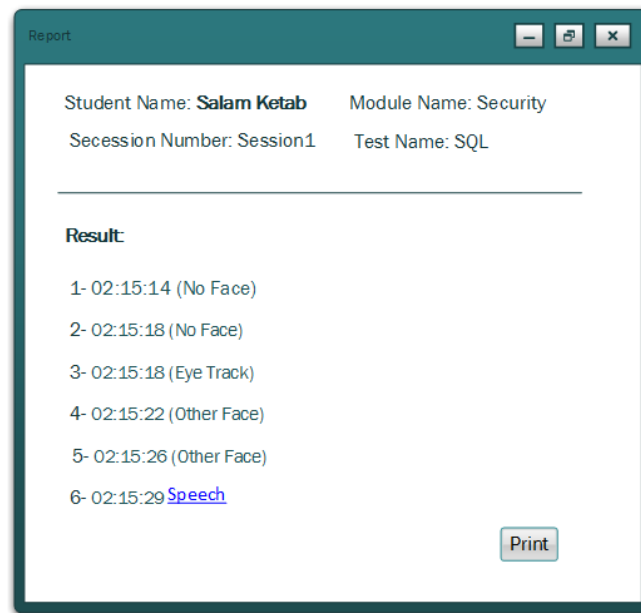 Report
Student Name: Salam Ketab Module Name: Security
Secession Number: Session1 Test Name: SQL
Result:
1- 02:15:14 (No Face)
2- 02:15:18 (No Face)
3- 02:15:18 (Eye Track)
4- 02:15:22 (Other Face)
5- 02:15:26 (Other Face)
6- 02:15:29 Speech
Print